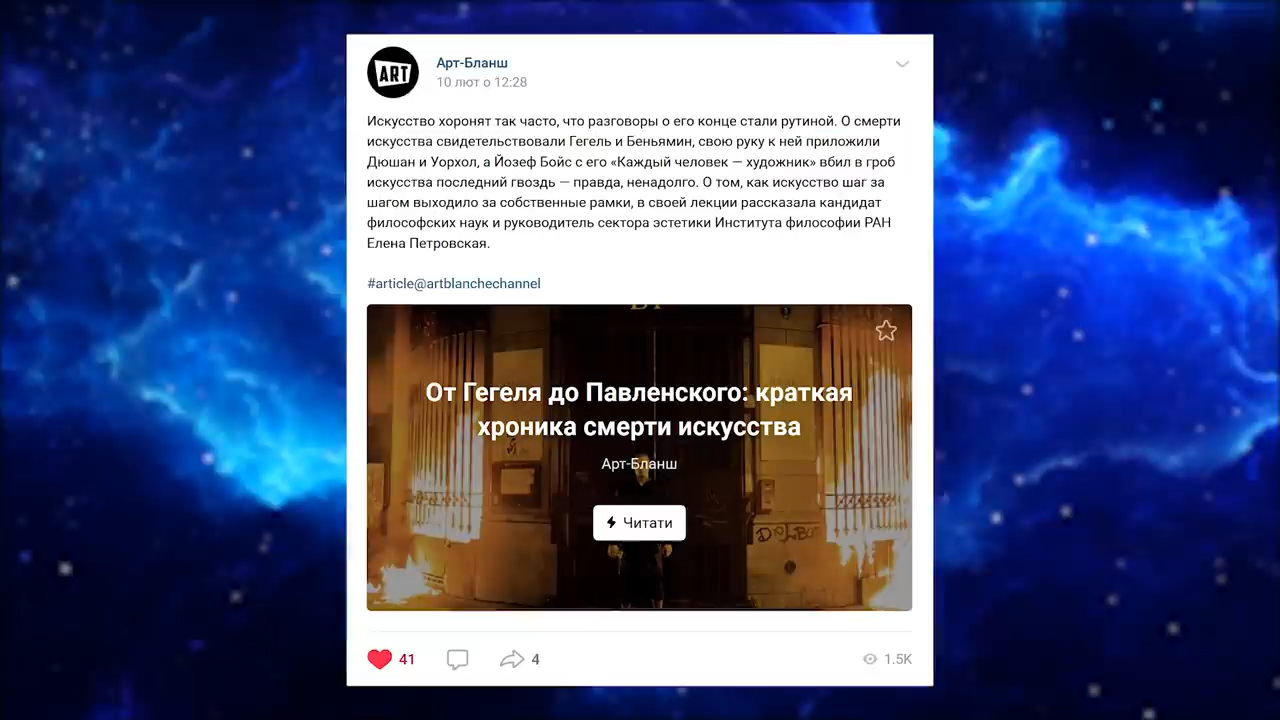 ART
Арт-Бланш
10 лют о 12:28
Искусство хоронят так часто, что разговоры о его конце стали рутиной. О смерти
искусства свидетельствовали Гегель и Беньямин, свою руку к ней приложили
Дюшан и Уорхол, а Йозеф Бойс с его «Каждый человек — художник» вбил в гроб
искусства последний гвоздь — правда, ненадолго. О том, как искусство шаг за
шагом выходило за собственные рамки, в своей лекции рассказала кандидат
философских наук и руководитель сектора эстетики Института философии РАН
Елена Петровская.
#article@artblanchechannel
От Гегеля до Павленского: краткая
хроника смерти искусства
Арт-Бланш
Читати
41
4
1.5K